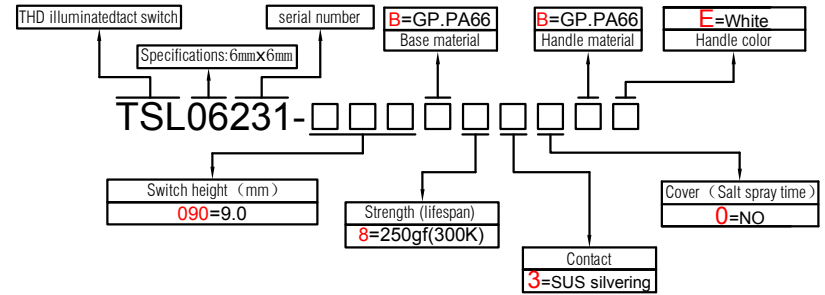 THD illuminatedtact switch
serial number
B=GP.PA66
Base material
B=GP.PA66
Handle material
E=White
Handle color
Specifications:6mmX6mm
TSL06231-□□□□□□□□□
Switch height（mm）
090=9.0
Strength (lifespan)
8=250gf(300K)
Contact
3=SUS silvering
Cover（Salt spray time）
0=NO